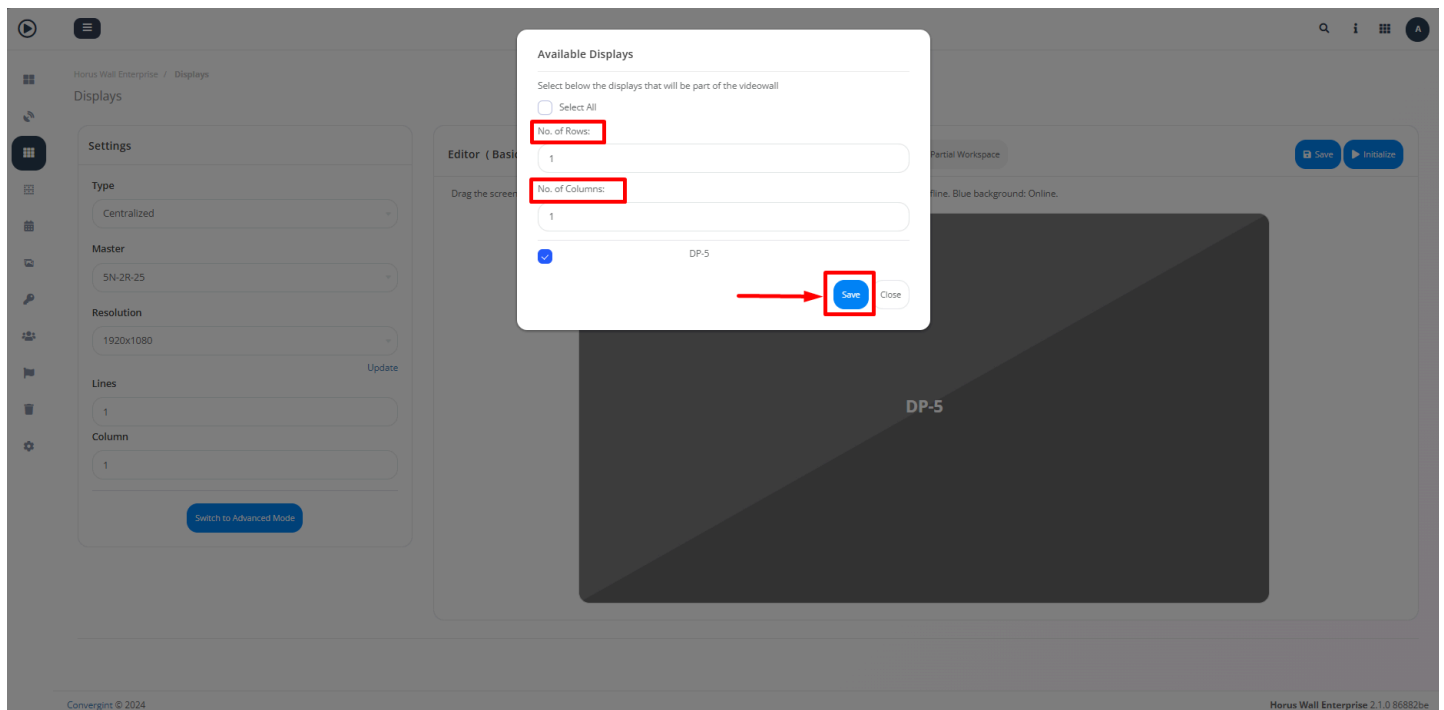 A
Horus Wall Enterprise / Displays
Displays
Settings
Type
Centralized
Master
5N-2R-25
Resolution
1920x1080
Update
Lines
1
Column
1
Switch to Advanced Mode
Available Displays
Select below the displays that will be part of the videowall
Select All
No. of Rows:
1
No. of Columns:
1
DP-5
Save
Close
Editor ( Basi
Partial Workspace
Save
Initialize
Drag the screen
Blue background: Online.
DP-5
Convergint © 2024
Horus Wall Enterprise 2.1.0 86882be